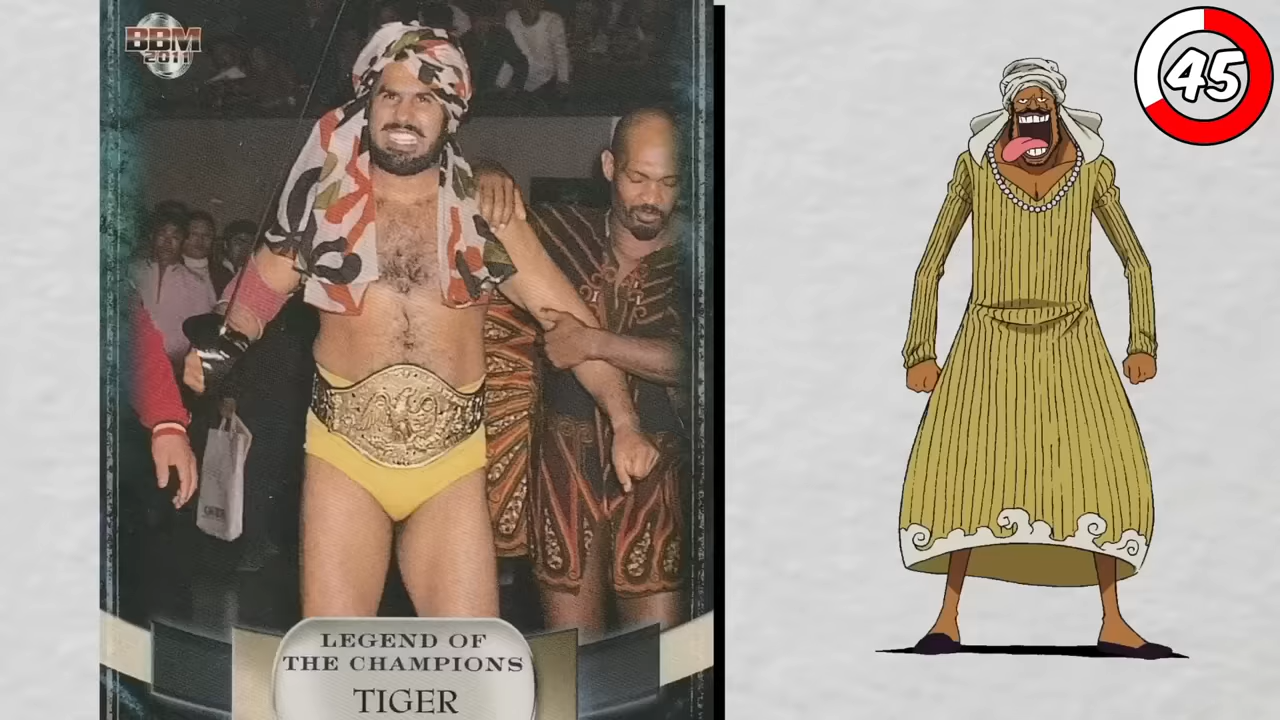 BBM
2011
45
LEGEND OF
THE CHAMPIONS
TIGER